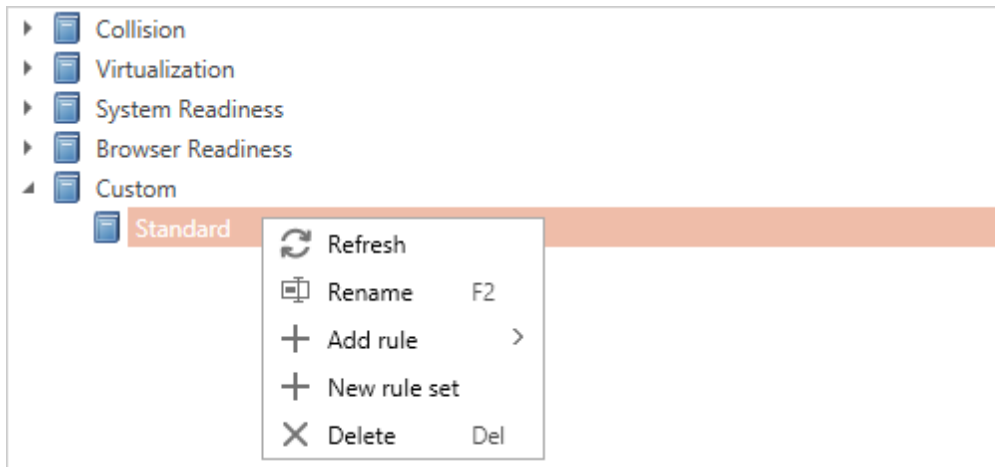 Collision
Virtualization
System Readiness
Browser Readiness
Custom
Standard
Refresh
Rename F2
Add rule
New rule set
Delete Del